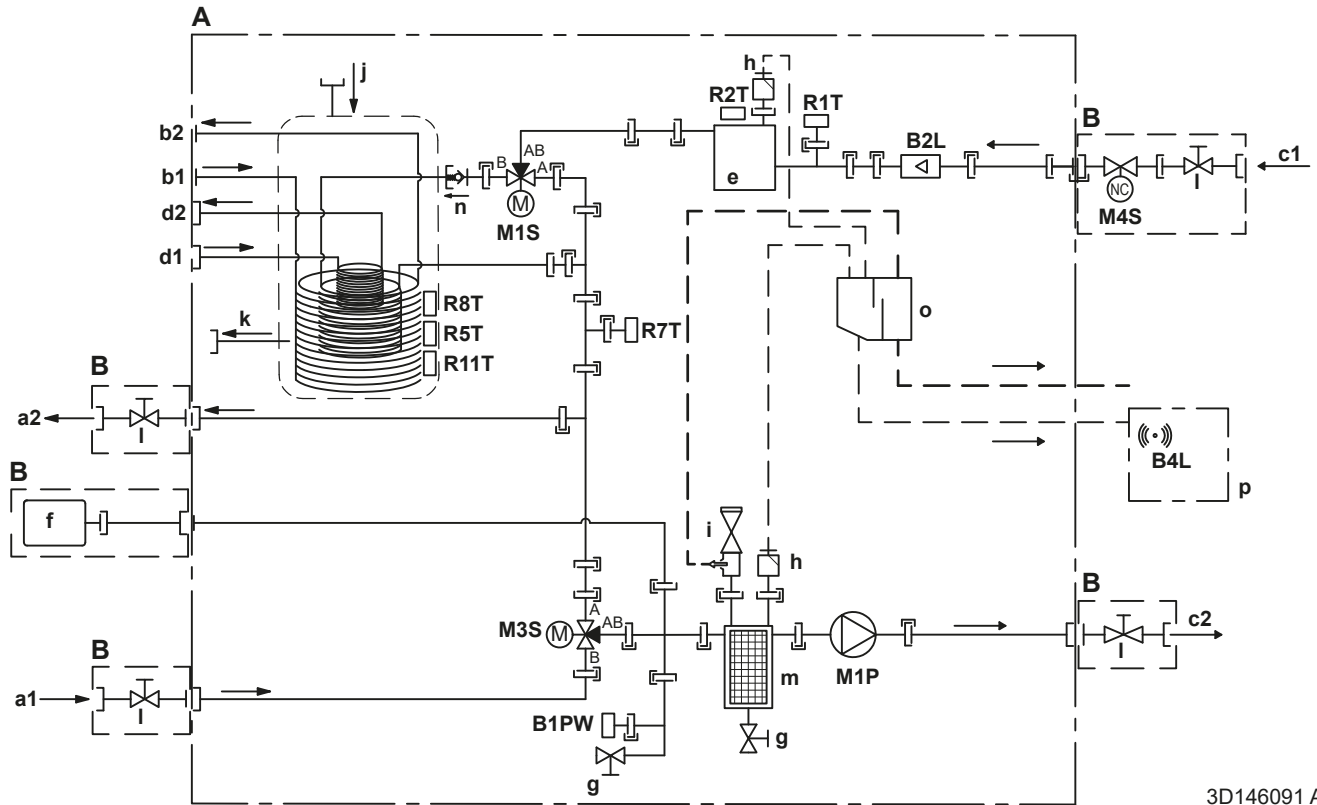 A
h
j
R2T
R1T
b2
B2L
B
AB
B
A
c1
b1
e
l
n
NC
M
M4S
d2
M1S
d1
R8T
o
k
R5T
R7T
B
R11T
a2
l
B4L
B
p
f
i
h
B
A
M3S
M
AB
c2
B
B
l
m
M1P
a1
l
B1PW
g
g
3D146091 A